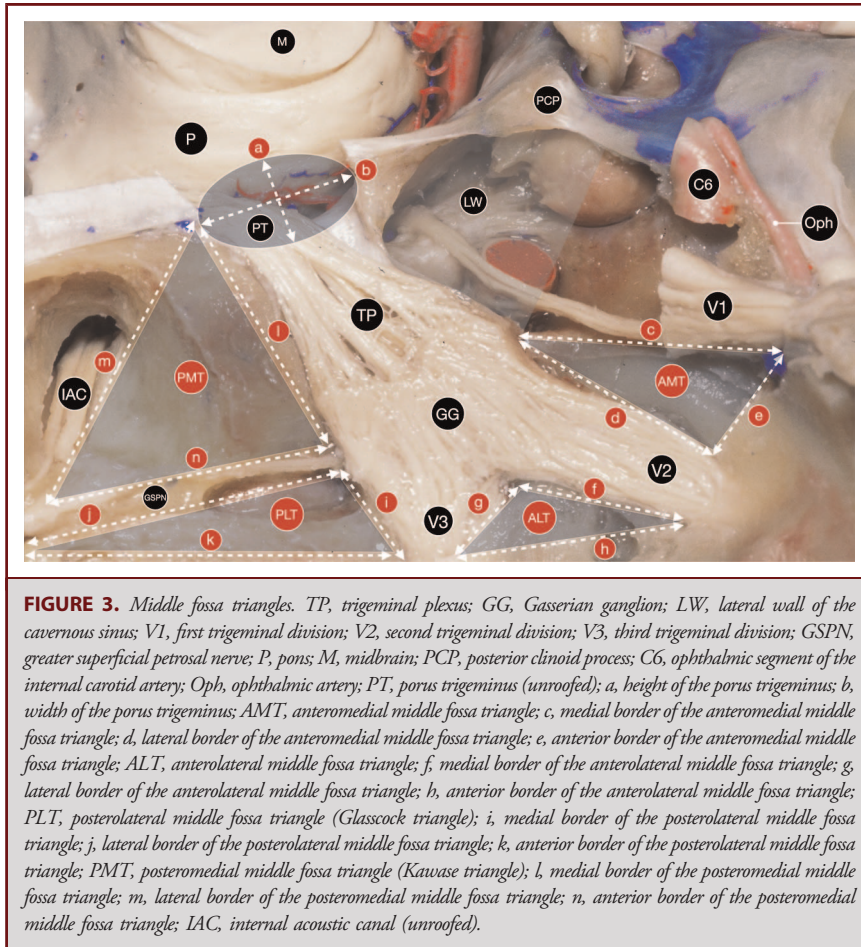 M
PCP
P
a
b
C6
LW
PT
Oph
V1
TP
c
l
m
PMT
AMT
IAC
GG
d
e
n
V2
GSPN
f
j
PLT
i
g
ALT
V3
k
h
FIGURE 3. Middle fossa triangles. TP, trigeminal plexus; GG, Gasserian ganglion; LW, lateral wall of the
cavernous sinus; V1, first trigeminal division; V2, second trigeminal division; V3, third trigeminal division; GSPN,
greater superficial petrosal nerve; P, pons; M, midbrain; PCP, posterior clinoid process; C6, ophthalmic segment of the
internal carotid artery; Oph, ophthalmic artery; PT, porus trigeminus (unroofed); a, height of the porus trigeminus; b,
width of the porus trigeminus; AMT, anteromedial middle fossa triangle; c, medial border of the anteromedial middle
fossa triangle; d, lateral border of the anteromedial middle fossa triangle; e, anterior border of the anteromedial middle
fossa triangle; ALT, anterolateral middle fossa triangle; f, medial border of the anterolateral middle fossa triangle; g,
lateral border of the anterolateral middle fossa triangle; h, anterior border of the anterolateral middle fossa triangle;
PLT, posterolateral middle fossa triangle (Glasscock triangle); i, medial border of the posterolateral middle fossa
triangle; j, lateral border of the posterolateral middle fossa triangle; k, anterior border of the posterolateral middle fossa
triangle; PMT, posteromedial middle fossa triangle (Kawase triangle); l, medial border of the posteromedial middle
fossa triangle; m, lateral border of the posteromedial middle fossa triangle; n, anterior border of the posteromedial
middle fossa triangle; IAC, internal acoustic canal (unroofed).